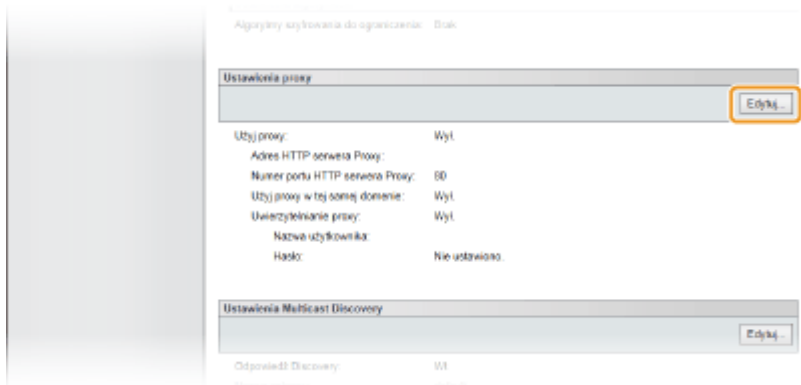 Algorytmy szyfrowania do ograniczenia: Brak
Ustawienia proxy
Edytuj...
Użyj proxy: Wył.
Adres HTTP serwera Proxy:
Numer portu HTTP serwera Proxy: 80
Użyj proxy w tej samej domenie: Wył.
Uwierzytelnianie proxy: Wył.
Nazwa użytkownika:
Hasło: Nie ustawiono.
Ustawienia Multicast Discovery
Edytuj...
Odpowiedź Discovery: Wł.